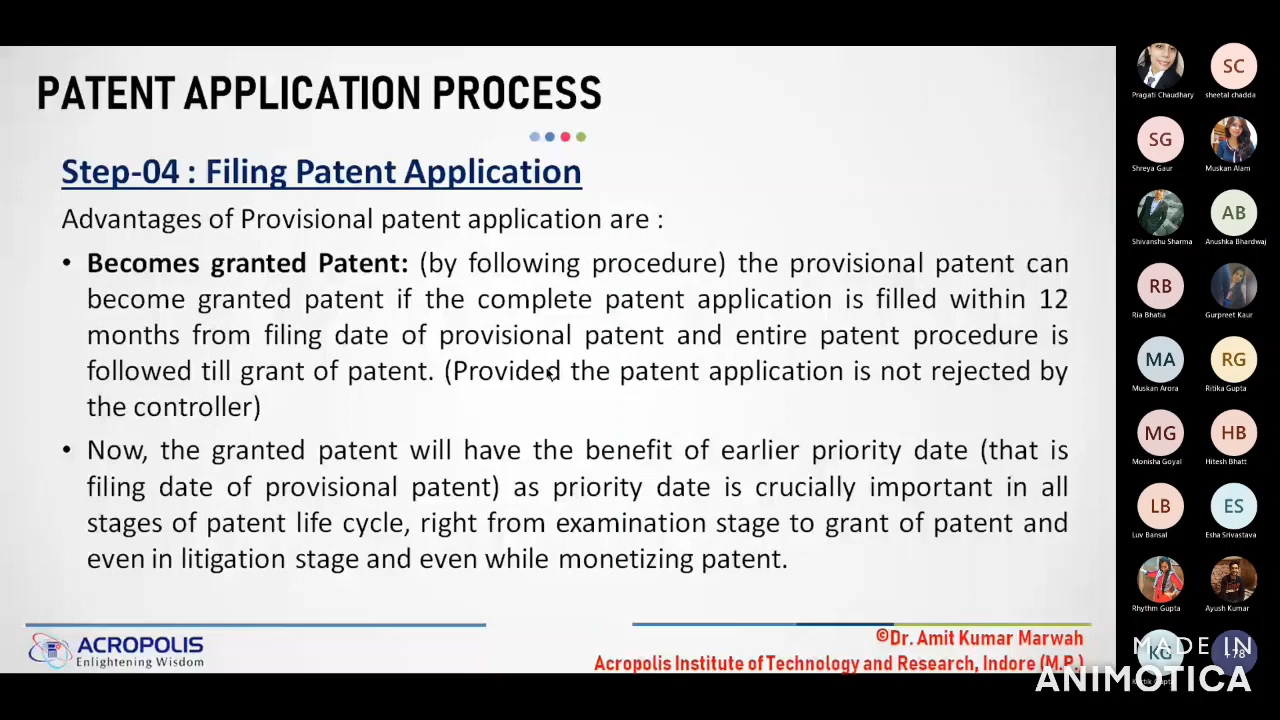 PATENT APPLICATION PROCESS
Step-04 : Filing Patent Application
Advantages of Provisional patent application are :
• Becomes granted Patent: (by following procedure) the provisional patent can
become granted patent if the complete patent application is filled within 12
months from filing date of provisional patent and entire patent procedure is
followed till grant of patent. (Provided the patent application is not rejected by
the controller)
• Now, the granted patent will have the benefit of earlier priority date (that is
filing date of provisional patent) as priority date is crucially important in all
stages of patent life cycle, right from examination stage to grant of patent and
even in litigation stage and even while monetizing patent.
ACROPOLIS
Enlightening Wisdom
©Dr. Amit Kumar Marwah
Acropolis Institute of Technology and Research, Indore (M.P.)
Pragati Chaudhary
SC
sheetal chadda
SG
Shreya Gaur
Muskan Alam
Shivanshu Sharma
AB
Anushka Bhardwaj
RB
Ria Bhatia
Gurpreet Kaur
MA
Muskan Arora
RG
Ritika Gupta
MG
Monisha Goyal
HB
Hitesh Bhatt
LB
Luv Bansal
ES
Esha Srivastava
Rhythm Gupta
Ayush Kumar
KG
+78
MADE IN
ANIMOTICA